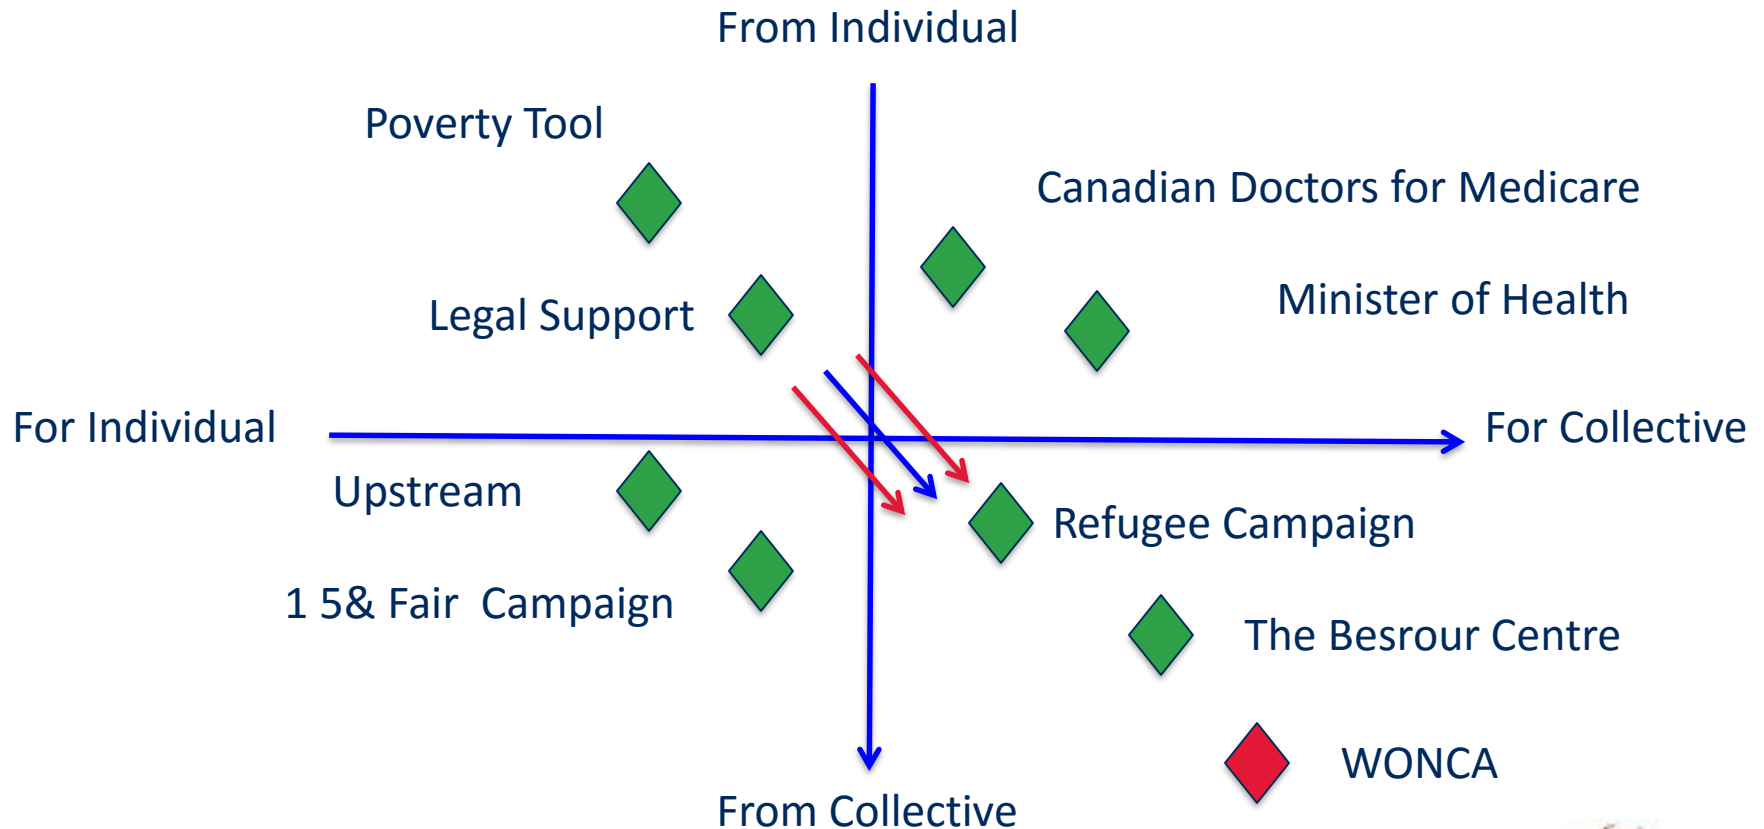 From Individual
Poverty Tool
Canadian Doctors for Medicare
Legal Support
Minister of Health
For Individual
For Collective
Upstream
Refugee Campaign
1 5& Fair  Campaign
The Besrour Centre
WONCA
From Collective